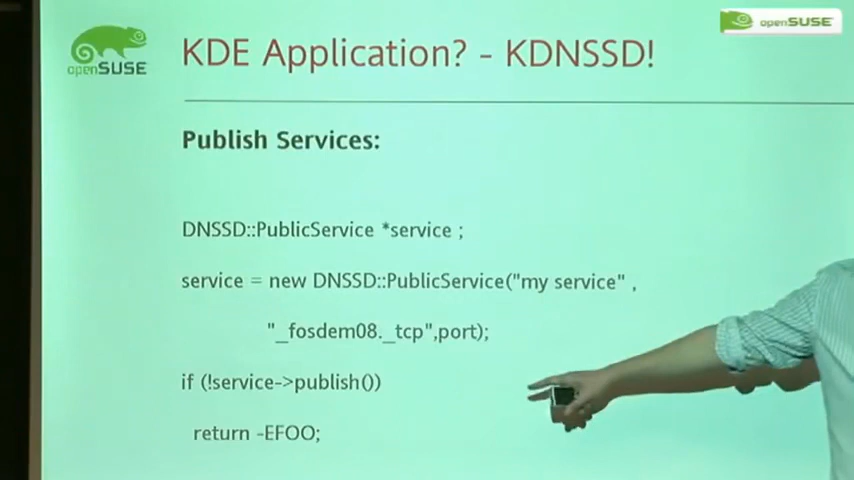 openSUSE
openSUSE
KDE Application? - KDNSSD!
Publish Services:
DNSSD::PublicService *service ;
service = new DNSSD::PublicService("my service" ,
"_fosdem08._tcp",port);
if (!service->publish())
return -EFOO;